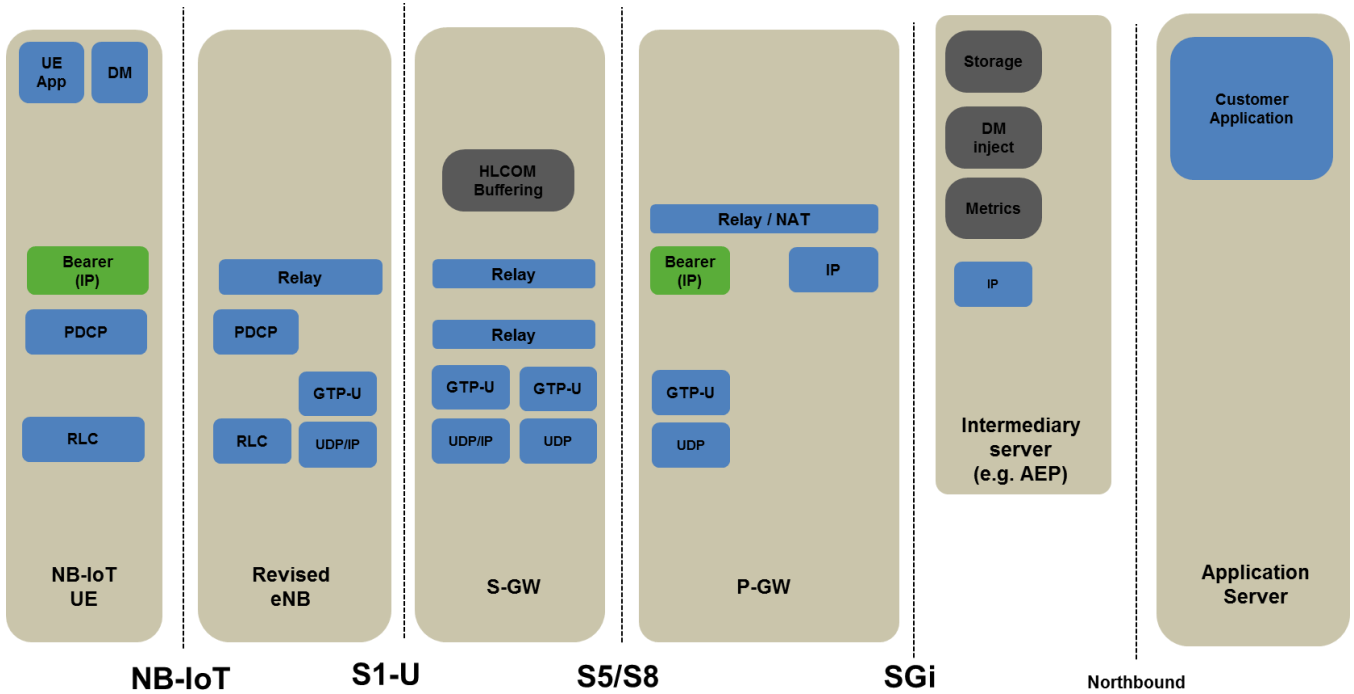 UE
App
DM
Bearer
(IP)
PDCP
RLC
NB-IoT
UE
Relay
PDCP
GTP-U
RLC
UDP/IP
Revised
eNB
HLCOM
Buffering
Relay
Relay
GTP-U
GTP-U
UDP/IP
UDP
S-GW
Relay / NAT
Bearer
(IP)
IP
GTP-U
UDP
P-GW
Storage
DM
inject
Metrics
IP
Intermediary
server
(e.g. AEP)
Customer
Application
Application
Server
NB-IoT
S1-U
S5/S8
SGi
Northbound